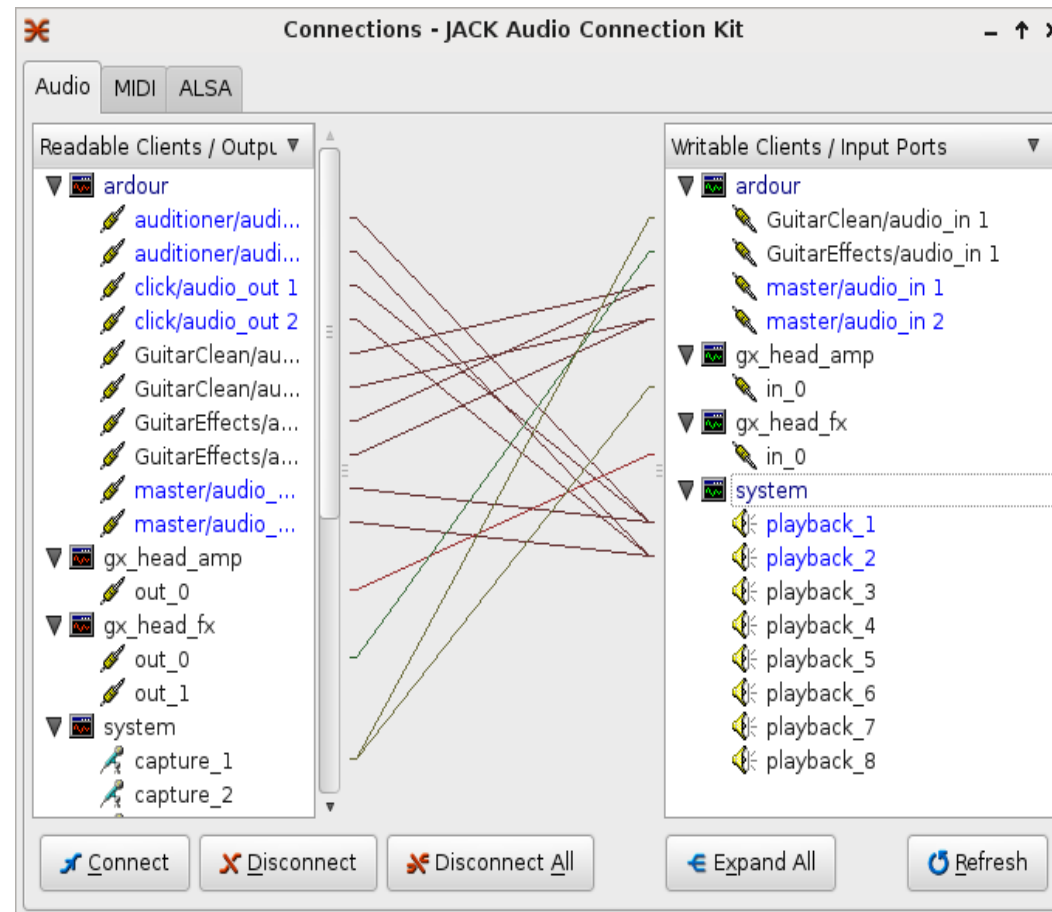 Connections - JACK Audio Connection Kit
Audio MIDI ALSA
Readable Clients / Outpu
ardour
auditioner/audi...
auditioner/audi...
click/audio_out 1
click/audio_out 2
GuitarClean/au...
GuitarClean/au...
GuitarEffects/a...
GuitarEffects/a...
master/audio_...
master/audio_...
gx_head_amp
out_0
gx_head_fx
out_0
out_1
system
capture_1
capture_2
Writable Clients / Input Ports
ardour
GuitarClean/audio_in 1
GuitarEffects/audio_in 1
master/audio_in 1
master/audio_in 2
gx_head_amp
in_0
gx_head_fx
in_0
system
playback_1
playback_2
playback_3
playback_4
playback_5
playback_6
playback_7
playback_8
Connect Disconnect Disconnect All Expand All Refresh